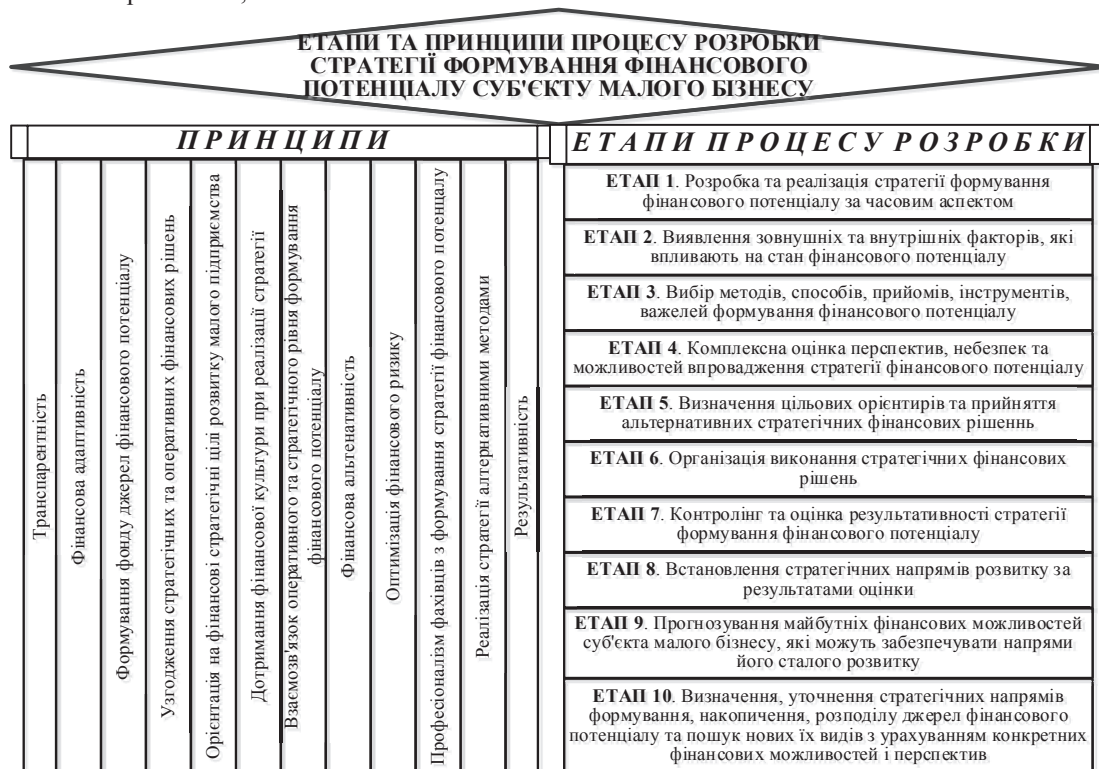 ЕТАПИ ТА ПРИНЦИПИ ПРОЦЕСУ РОЗРОБКИ
СТРАТЕГІЇ ФОРМУВАННЯ ФІНАНСОВОГО
ПОТЕНЦІАЛУ СУБ'ЄКТУ МАЛОГО БІЗНЕСУ
ПРИНЦИПИ
Транспарентність
Фінансова адаптивність
Формування фонду джерел фінансового потенціалу
Узгодження стратегічних та оперативних фінансових рішень
Орієнтація на фінансові стратегічні цілі розвитку малого підприємства
Дотримання фінансової культури при реалізації стратегії
Взаємозв'язок оперативного та стратегічного рівня формування
фінансового потенціалу
Фінансова альтенативність
Оптимізація фінансового ризику
Професіоналізм фахівців з формування стратегії фінансового потенцалу
Реалізація стратегії алтернативними методами
Результативність
ЕТАПИ ПРОЦЕСУ РОЗРОБКИ
ЕТАП 1. Розробка та реалізація стратегії формування
фінансового потенціалу за часовим аспектом
ЕТАП 2. Виявлення зовнушніх та внутрішніх факторів, які
впливають на стан фінансового потенціалу
ЕТАП 3. Вибір методів, способів, прийомів, інструментів,
важелей формування фінансового потенціалу
ЕТАП 4. Комплексна оцінка перспектив, небезпек та
можливостей впровадження стратегії фінансового потенціалу
ЕТАП 5. Визначення цільових орієнтирів та прийняття
альтернативних стратегічних фінансових рішеннь
ЕТАП 6. Організація виконання стратегічних фінансових
рішень
ЕТАП 7. Контролінг та оцінка результативності стратегії
формування фінансового потенціалу
ЕТАП 8. Встановлення стратегічних напрямів розвитку за
результатами оцінки
ЕТАП 9. Прогнозування майбутніх фінансових можливостей
суб'єкта малого бізнесу, які можуть забезпечувати напрями
його сталого розвитку
ЕТАП 10. Визначення, уточнення стратегічних напрямів
формування, накопичення, розподілу джерел фінансового
потенціалу та пошук нових їх видів з урахуванням конкретних
фінансових можливостей і перспектив